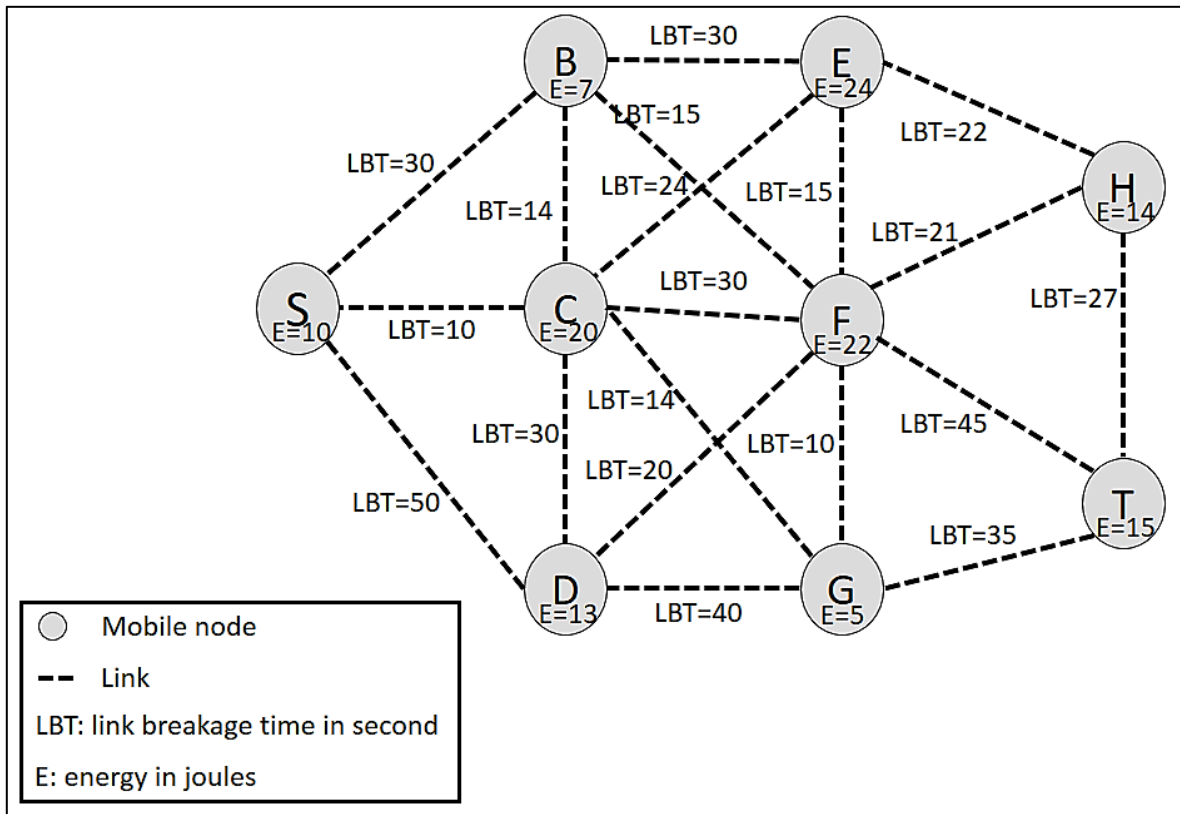 LBT=30
B
E=7
E
E=24
LBT=15
LBT=22
LBT=30
LBT=24
LBT=15
H
E=14
LBT=14
LBT=21
LBT=30
LBT=27
S
E=10
C
E=20
F
E=22
LBT=10
LBT=14
LBT=45
LBT=30
LBT=10
LBT=20
LBT=50
T
E=15
LBT=35
D
E=13
G
E=5
LBT=40
Mobile node
Link
LBT: link breakage time in second
E: energy in joules